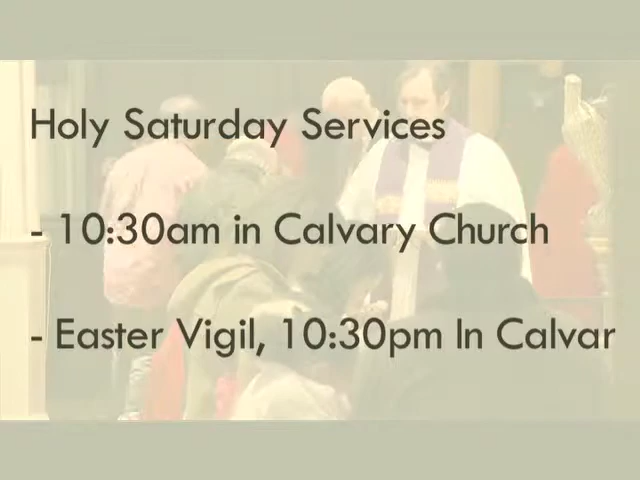 Holy Saturday Services
- 10:30am in Calvary Church
- Easter Vigil, 10:30pm In Calvar